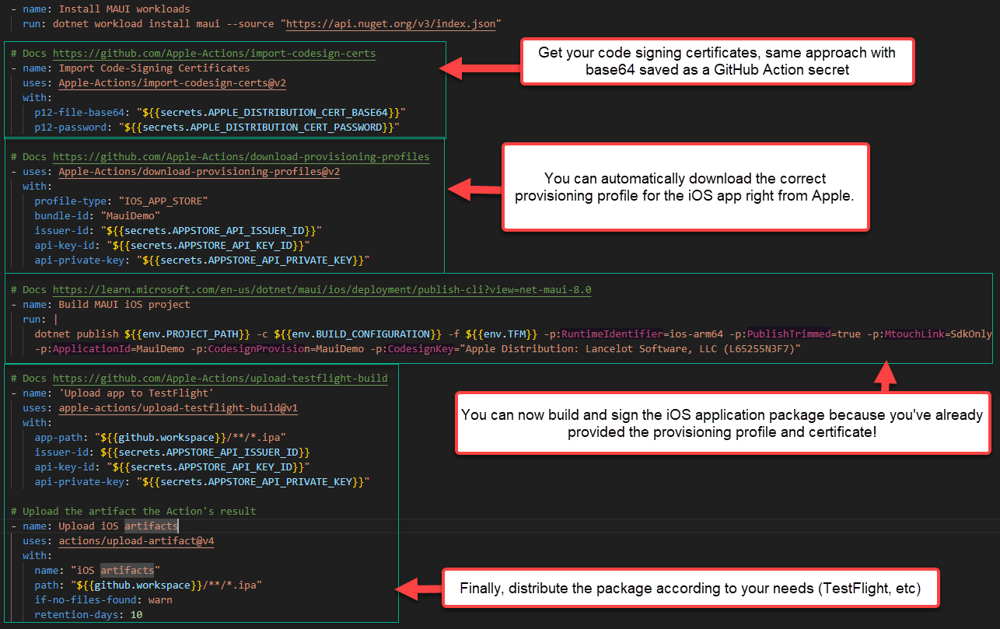 - name: Install MAUI workloads
  run: dotnet workload install maui --source "https://api.nuget.org/v3/index.json"

# Docs https://github.com/Apple-Actions/import-codesign-certs
- name: Import Code-Signing Certificates
  uses: Apple-Actions/import-codesign-certs@v2
  with:
    p12-file-base64: "${{secrets.APPLE_DISTRIBUTION_CERT_BASE64}}"
    p12-password: "${{secrets.APPLE_DISTRIBUTION_CERT_PASSWORD}}"
Get your code signing certificates, same approach with
base64 saved as a GitHub Action secret

# Docs https://github.com/Apple-Actions/download-provisioning-profiles
- uses: Apple-Actions/download-provisioning-profiles@v2
  with:
    profile-type: "IOS_APP_STORE"
    bundle-id: "MauiDemo"
    issuer-id: "${{secrets.APPSTORE_API_ISSUER_ID}}"
    api-key-id: "${{secrets.APPSTORE_API_KEY_ID}}"
    api-private-key: "${{secrets.APPSTORE_API_PRIVATE_KEY}}"
You can automatically download the correct
provisioning profile for the iOS app right from Apple.

# Docs https://learn.microsoft.com/en-us/dotnet/maui/ios/deployment/publish-cli?view=net-maui-8.0
- name: Build MAUI iOS project
  run: |
    dotnet publish ${{env.PROJECT_PATH}} -c ${{env.BUILD_CONFIGURATION}} -f ${{env.TFM}} -p:RuntimeIdentifier=ios-arm64 -p:PublishTrimmed=true -p:MtouchLink=SdkOnly
    -p:ApplicationId=MauiDemo -p:CodesignProvision=MauiDemo -p:CodesignKey="Apple Distribution: Lancelot Software, LLC (L65255N3F7)"
You can now build and sign the iOS application package because you've already
provided the provisioning profile and certificate!

# Docs https://github.com/Apple-Actions/upload-testflight-build
- name: 'Upload app to TestFlight'
  uses: apple-actions/upload-testflight-build@v1
  with:
    app-path: "${{github.workspace}}/**/*.ipa"
    issuer-id: ${{secrets.APPSTORE_API_ISSUER_ID}}
    api-key-id: "${{secrets.APPSTORE_API_KEY_ID}}"
    api-private-key: "${{secrets.APPSTORE_API_PRIVATE_KEY}}"

# Upload the artifact the Action's result
- name: Upload iOS artifacts
  uses: actions/upload-artifact@v4
  with:
    name: "iOS artifacts"
    path: "${{github.workspace}}/**/*.ipa"
    if-no-files-found: warn
    retention-days: 10
Finally, distribute the package according to your needs (TestFlight, etc)